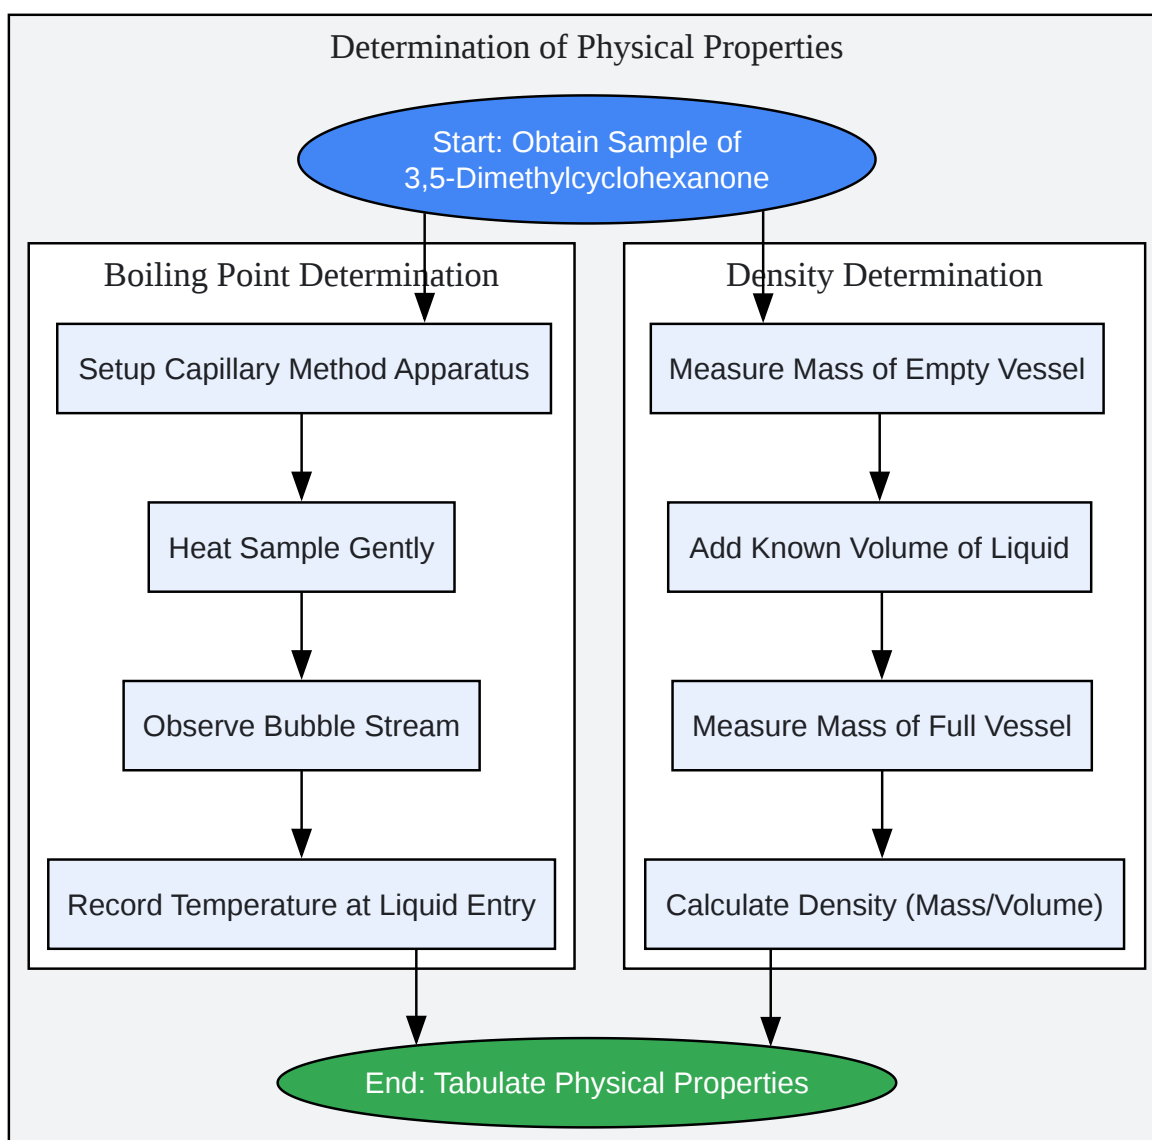 Determination of Physical Properties
Start: Obtain Sample of
3,5-Dimethylcyclohexanone
Boiling Point Determination
Setup Capillary Method Apparatus
Heat Sample Gently
Observe Bubble Stream
Record Temperature at Liquid Entry
Density Determination
Measure Mass of Empty Vessel
Add Known Volume of Liquid
Measure Mass of Full Vessel
Calculate Density (Mass/Volume)
End: Tabulate Physical Properties